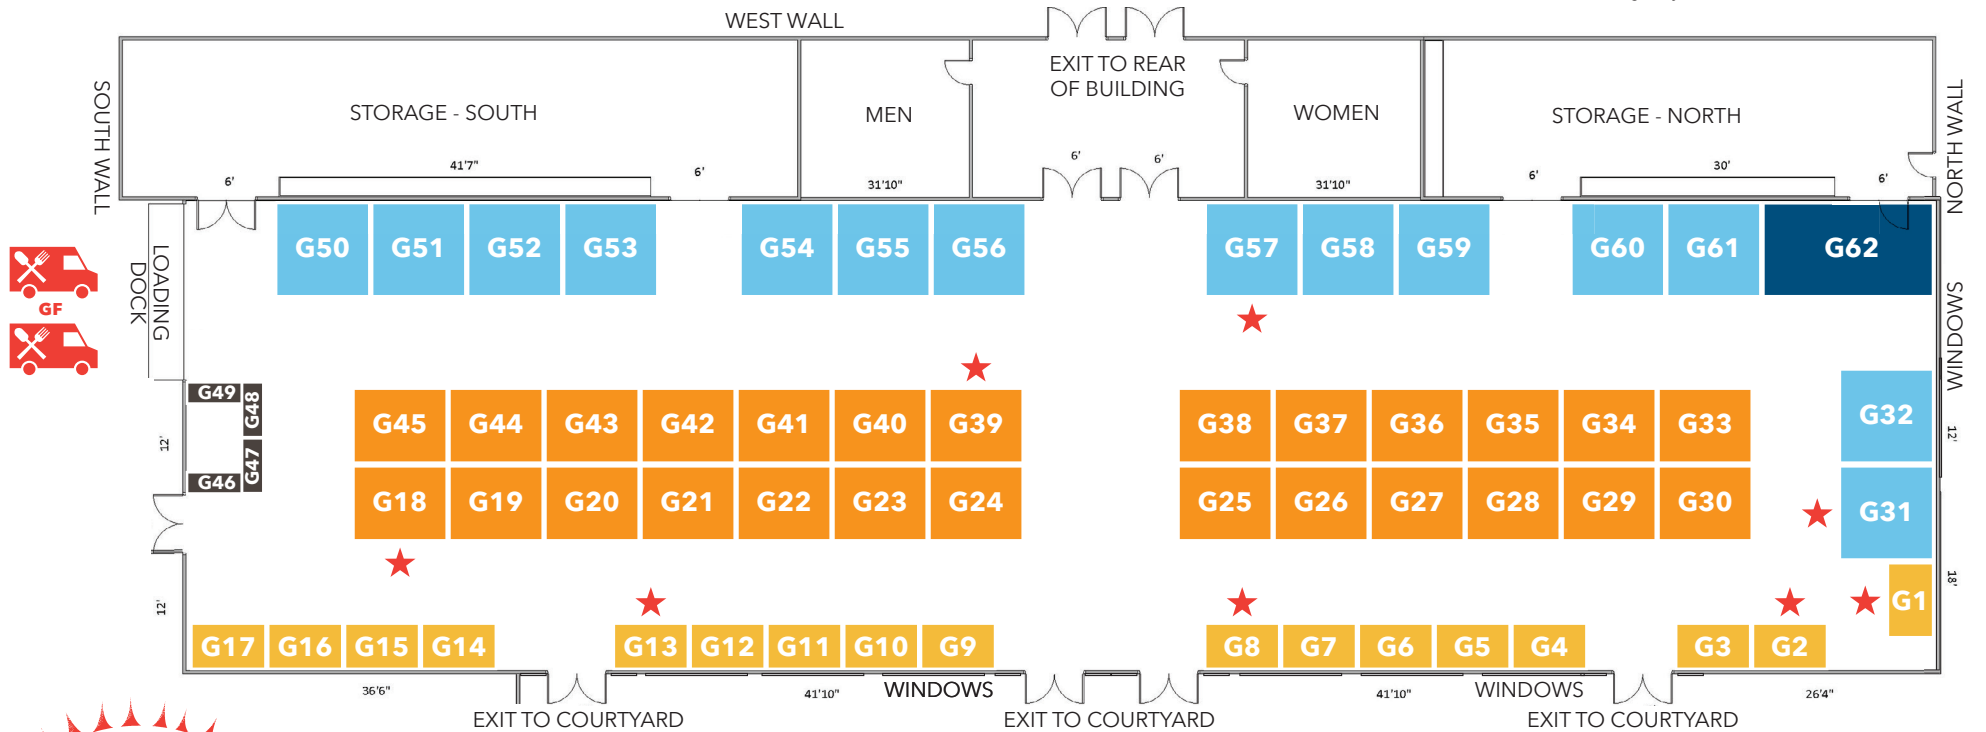 WEST WALL
SOUTH WALL
STORAGE - SOUTH
MEN
EXIT TO REAR
OF BUILDING
WOMEN
STORAGE - NORTH
NORTH WALL
6'
41'7"
6'
31'10"
6'
6'
31'10"
6'
30'
6'
LOADING
DOCK
GF
G50
G51
G52
G53
G54
G55
G56
G57
G58
G59
G60
G61
G62
WINDOWS
G49
G48
G47
G46
12'
12'
G45
G44
G43
G42
G41
G40
G39
G38
G37
G36
G35
G34
G33
G32
12'
G18
G19
G20
G21
G22
G23
G24
G25
G26
G27
G28
G29
G30
G31
18'
G1
G17
G16
G15
G14
G13
G12
G11
G10
G9
G8
G7
G6
G5
G4
G3
G2
36'6"
41'10"
WINDOWS
41'10"
WINDOWS
26'4"
EXIT TO COURTYARD
EXIT TO COURTYARD
EXIT TO COURTYARD